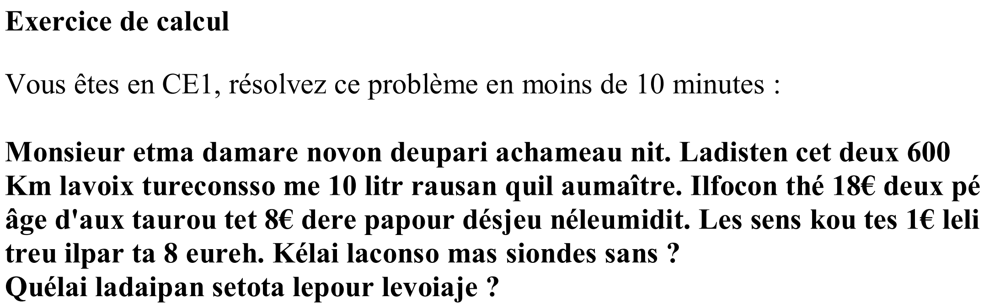 Exercice de calcul
Vous êtes en CE1, résolvez ce problème en moins de 10 minutes :
Monsieur etma damare novon deupari achameau nit. Ladisten cet deux 600
Km lavoix tureconsso me 10 litr rausan quil aumaître. Ilfocon thé 18€ deux pé
âge d'aux taurou tet 8€ dere papour désjeu néleumidit. Les sens kou tes 1€ leli
treu ilpar ta 8 eureh. Kélai laconso mas siondes sans ?
Quélai ladaipan setota lepour levoiaje ?